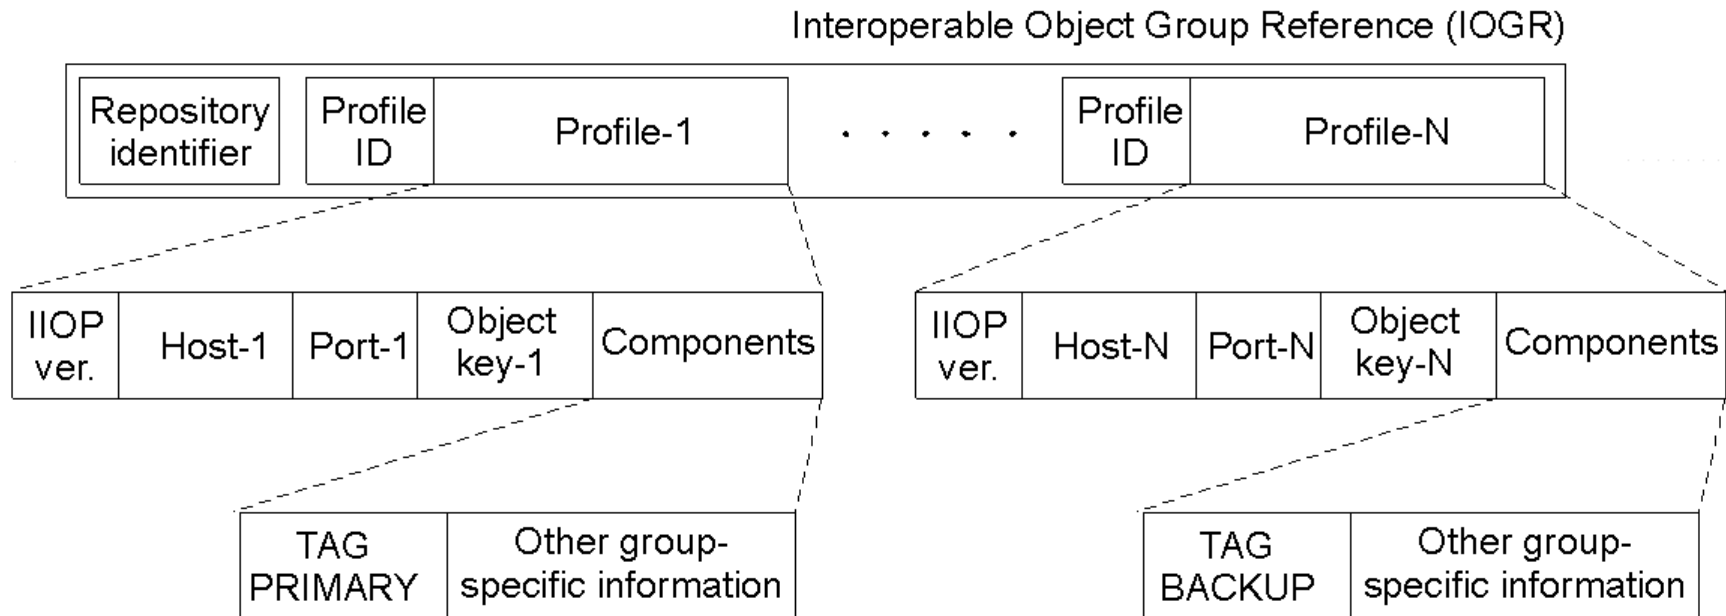 Interoperable Object Group Reference (IOGR)
Repository
identifier
Profile
ID
Profile-1
. . . . .
Profile
ID
Profile-N
IIOP
ver.
Host-1
Port-1
Object
key-1
Components
IIOP
ver.
Host-N
Port-N
Object
key-N
Components
TAG
PRIMARY
Other group-
specific information
TAG
BACKUP
Other group-
specific information